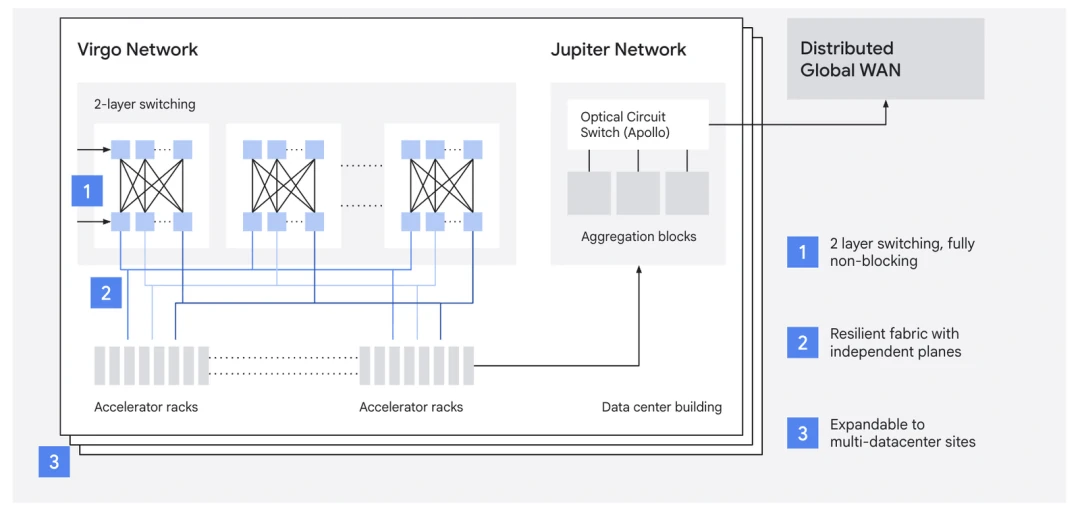 Virgo Network
Jupiter Network
Distributed
Global WAN
2-layer switching
Optical Circuit
Switch (Apollo)
1
Aggregation blocks
2
Accelerator racks
Accelerator racks
Data center building
3
1
2 layer switching, fully
non-blocking
2
Resilient fabric with
independent planes
3
Expandable to
multi-datacenter sites